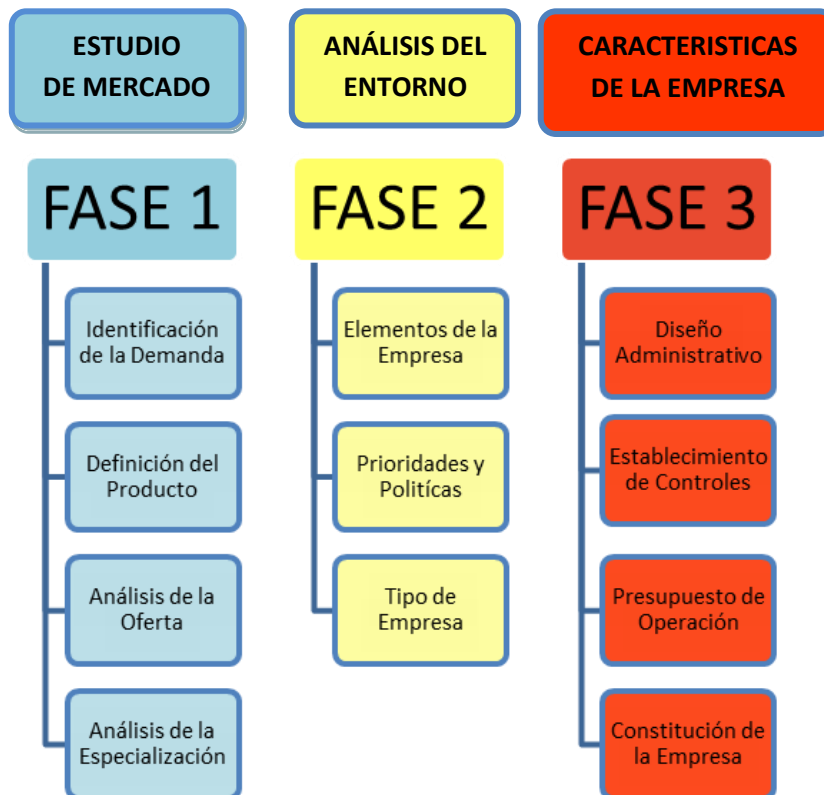 ESTUDIO
DE MERCADO
ANÁLISIS DEL
ENTORNO
CARACTERISTICAS
DE LA EMPRESA
FASE 1
Identificación
de la Demanda
Definición del
Producto
Análisis de la
Oferta
Análisis de la
Especialización
FASE 2
Elementos de la
Empresa
Prioridades y
Politícas
Tipo de
Empresa
FASE 3
Diseño
Administrativo
Establecimiento
de Controles
Presupuesto de
Operación
Constitución de
la Empresa